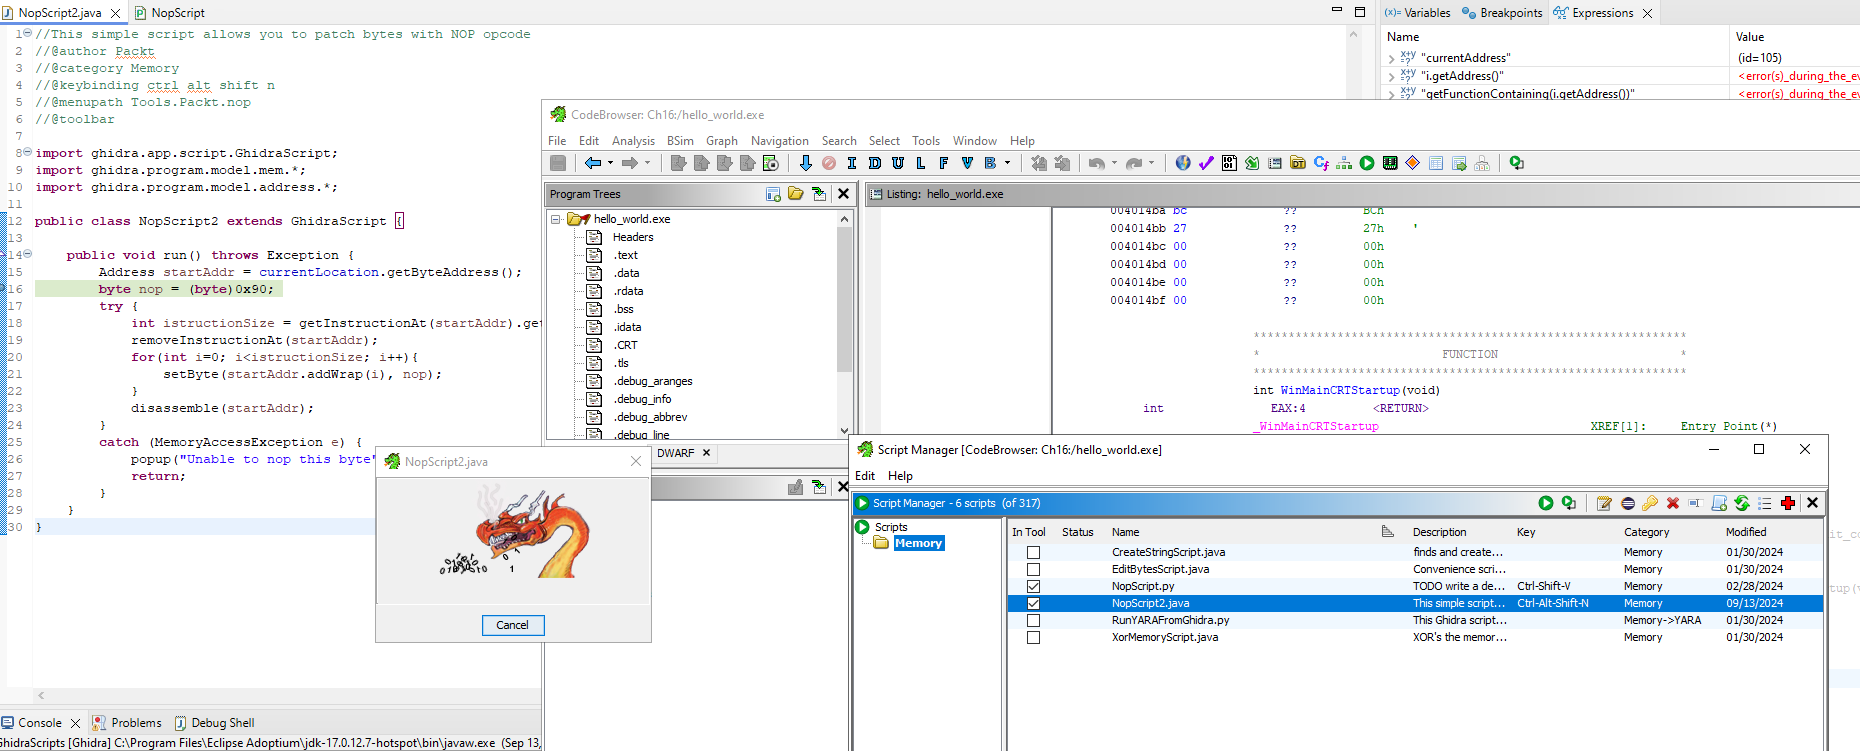 NopScript2.java
NopScript
1 //This simple script allows you to patch bytes with NOP opcode
2 //@author Packt
3 //@category Memory
4 //@keybinding ctrl alt shift n
5 //@menupath Tools.Packt.nop
6 //@toolbar
7
8 import ghidra.app.script.GhidraScript;
9 import ghidra.program.model.mem.*;
10 import ghidra.program.model.address.*;
11
12 public class NopScript2 extends GhidraScript {
13
14 public void run() throws Exception {
15 Address startAddr = currentLocation.getByteAddress();
16 byte nop = (byte)0x90;
17 try {
18 int istructionSize = getInstructionAt(startAddr).get
19 removeInstructionAt(startAddr);
20 for(int i=0; i<istructionSize; i++){
21 setByte(startAddr.addWrap(i), nop);
22 }
23 disassemble(startAddr);
24 }
25 catch (MemoryAccessException e) {
26 popup("Unable to nop this byte"
27 return;
28 }
29 }
30 }
Console
Problems
Debug Shell
GhidraScripts [Ghidra] C:\Program Files\Eclipse Adoptium\jdk-17.0.12.7-hotspot\bin\javaw.exe (Sep 13,
(x)= Variables
Breakpoints
Expressions
Name Value
"currentAddress" (id=105)
"i.getAddress()" <error(s)_during_the_ev
"getFunctionContaining(i.getAddress())" <error(s)_during_the_ev
CodeBrowser: Ch16:/hello_world.exe
File Edit Analysis BSim Graph Navigation Search Select Tools Window Help
I D U L F V B
Program Trees
hello_world.exe
Headers
.text
.data
.rdata
.bss
.idata
.CRT
.tls
.debug_aranges
.debug_info
.debug_abbrev
.debug_line
DWARF
Listing: hello_world.exe
004014ba bc ?? BCh
004014bb 27 ?? 27h '
004014bc 00 ?? 00h
004014bd 00 ?? 00h
004014be 00 ?? 00h
004014bf 00 ?? 00h
**************************************************************
* FUNCTION *
**************************************************************
int WinMainCRTStartup(void)
int EAX:4 <RETURN>
_WinMainCRTStartup XREF[1]: Entry Point(*)
NopScript2.java
Cancel
Script Manager [CodeBrowser: Ch16:/hello_world.exe]
Edit Help
Script Manager - 6 scripts (of 317)
Scripts
Memory
In Tool Status Name Description Key Category Modified
CreateStringScript.java finds and create... Memory 01/30/2024
EditBytesScript.java Convenience scri... Memory 01/30/2024
NopScript.py TODO write a de... Ctrl-Shift-V Memory 02/28/2024
NopScript2.java This simple script... Ctrl-Alt-Shift-N Memory 09/13/2024
RunYARAFromGhidra.py This Ghidra script... Memory->YARA 01/30/2024
XorMemoryScript.java XOR's the memor... Memory 01/30/2024
it_co
tup(v